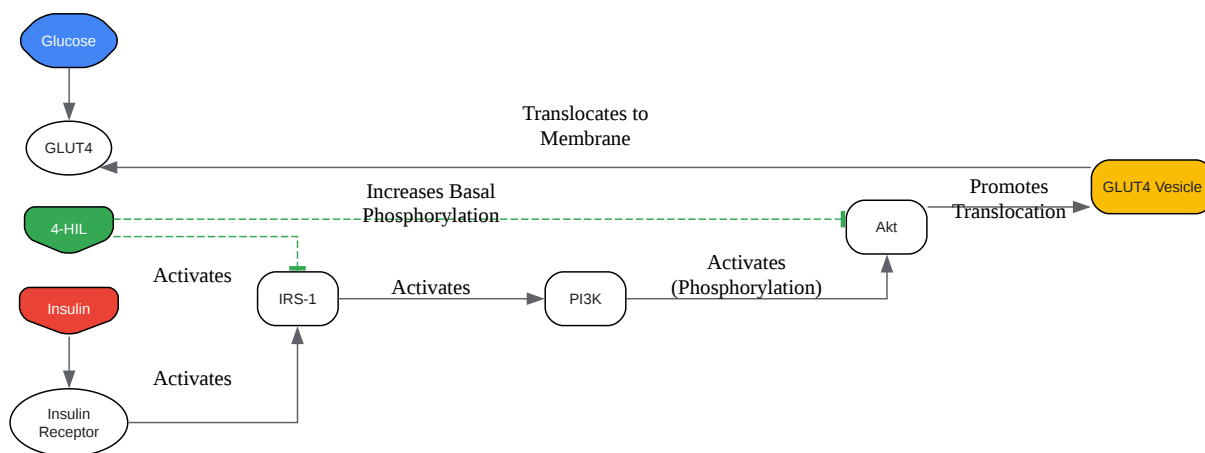 Glucose
Translocates to
Membrane
GLUT4
Increases Basal
Phosphorylation
Promotes
Translocation
GLUT4 Vesicle
4-HIL
Akt
Activates
Activates
(Phosphorylation)
Insulin
IRS-1
Activates
PI3K
Activates
Insulin
Receptor